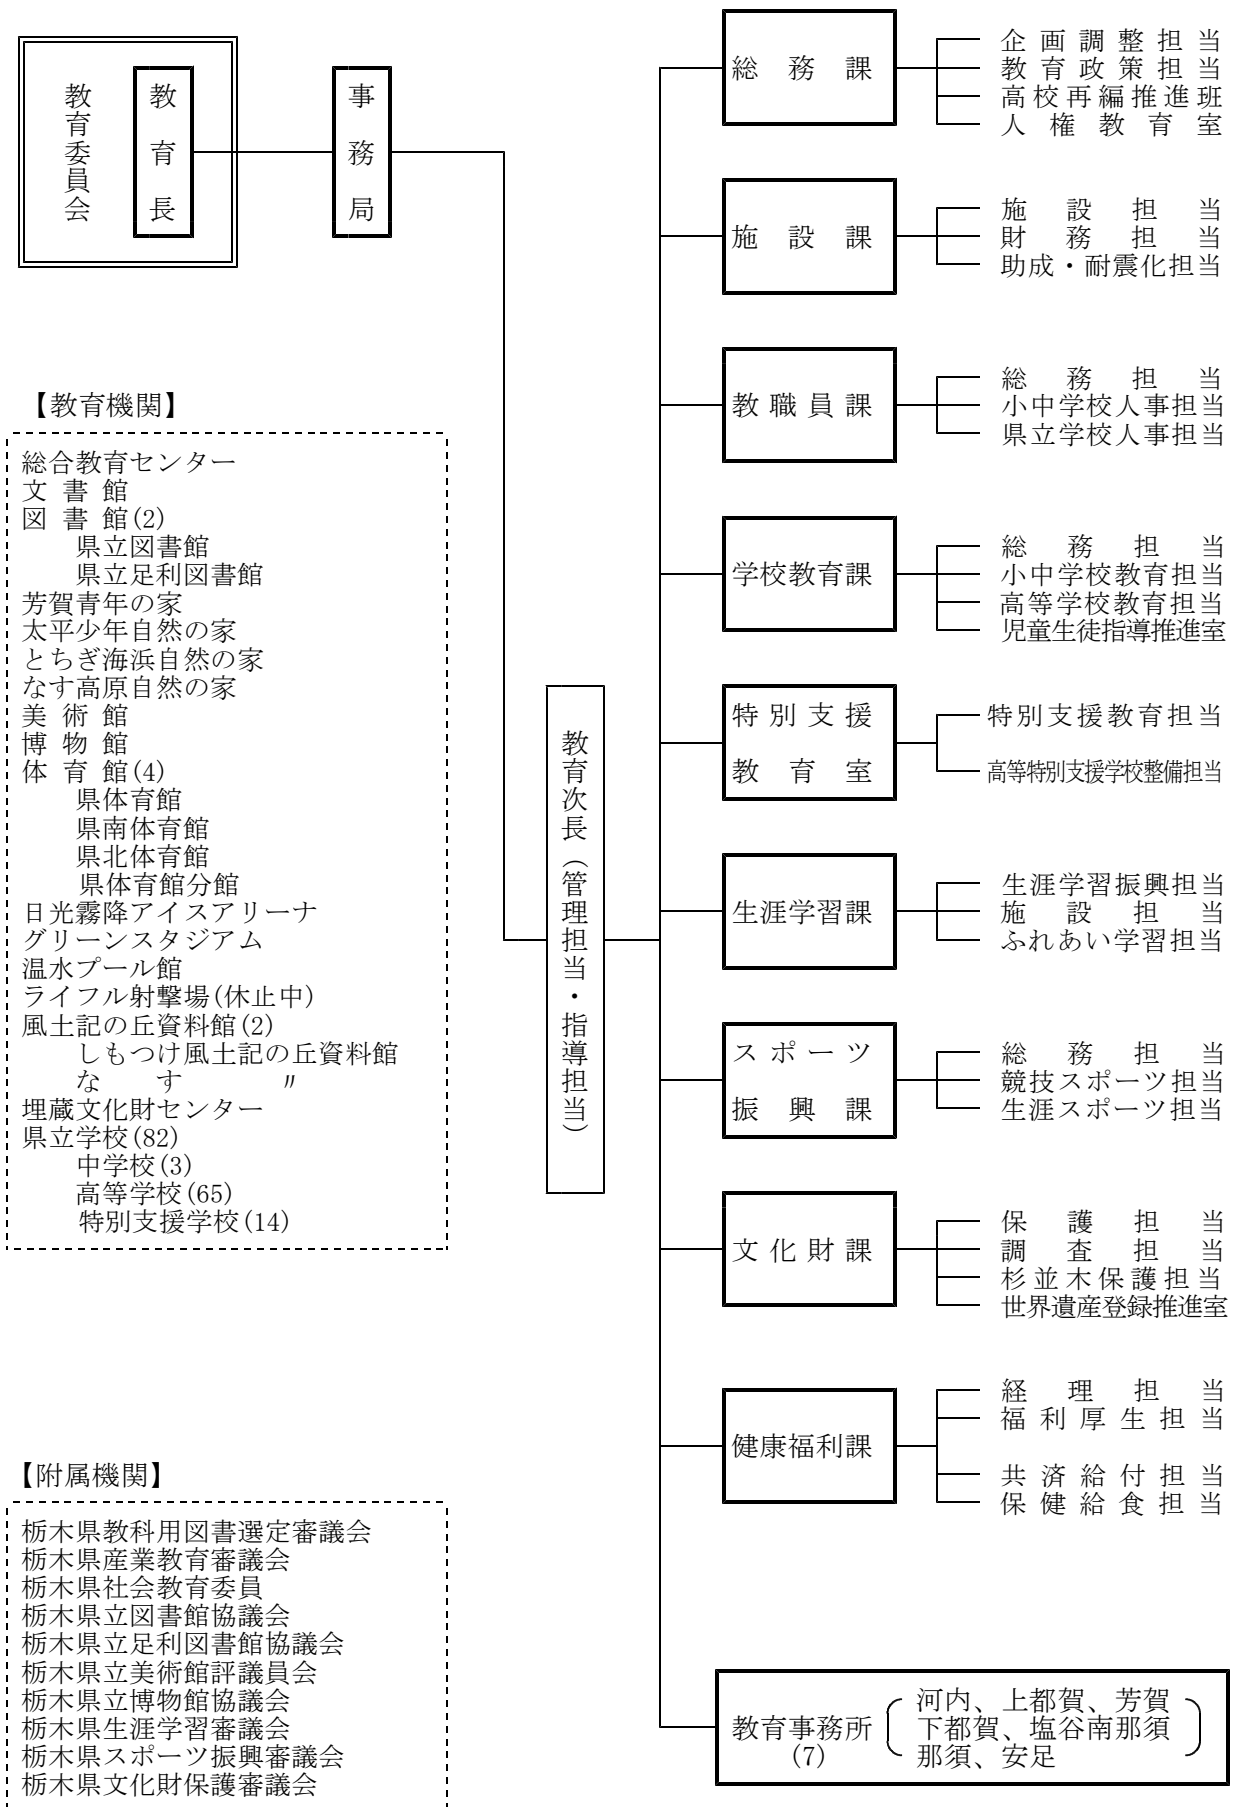 教育委員会
教育長
事務局
【教育機関】
総合教育センター
文書館
図書館(2)
県立図書館
県立足利図書館
芳賀青年の家
太平少年自然の家
とちぎ海浜自然の家
なす高原自然の家
美術館
博物館
体育館(4)
県体育館
県南体育館
県北体育館
県体育館分館
日光霧降アイスアリーナ
グリーンスタジアム
温水プール館
ライフル射撃場(休止中)
風土記の丘資料館(2)
しもつけ風土記の丘資料館
なす 〃
埋蔵文化財センター
県立学校(82)
中学校(3)
高等学校(65)
特別支援学校(14)
【附属機関】
栃木県教科用図書選定審議会
栃木県産業教育審議会
栃木県社会教育委員
栃木県立図書館協議会
栃木県立足利図書館協議会
栃木県立美術館評議員会
栃木県立博物館協議会
栃木県生涯学習審議会
栃木県スポーツ振興審議会
栃木県文化財保護審議会
教育次長（管理担当・指導担当）
総務課
企画調整担当
教育政策担当
高校再編推進班
人権教育室
施設課
施設担当
財務担当
助成・耐震化担当
教職員課
総務担当
小中学校人事担当
県立学校人事担当
学校教育課
総務担当
小中学校教育担当
高等学校教育担当
児童生徒指導推進室
特別支援
教育室
特別支援教育担当
高等特別支援学校整備担当
生涯学習課
生涯学習振興担当
施設担当
ふれあい学習担当
スポーツ
振興課
総務担当
競技スポーツ担当
生涯スポーツ担当
文化財課
保護担当
調査担当
杉並木保護担当
世界遺産登録推進室
健康福利課
経理担当
福利厚生担当
共済給付担当
保健給食担当
教育事務所
(7)
河内、上都賀、芳賀
下都賀、塩谷南那須
那須、安足